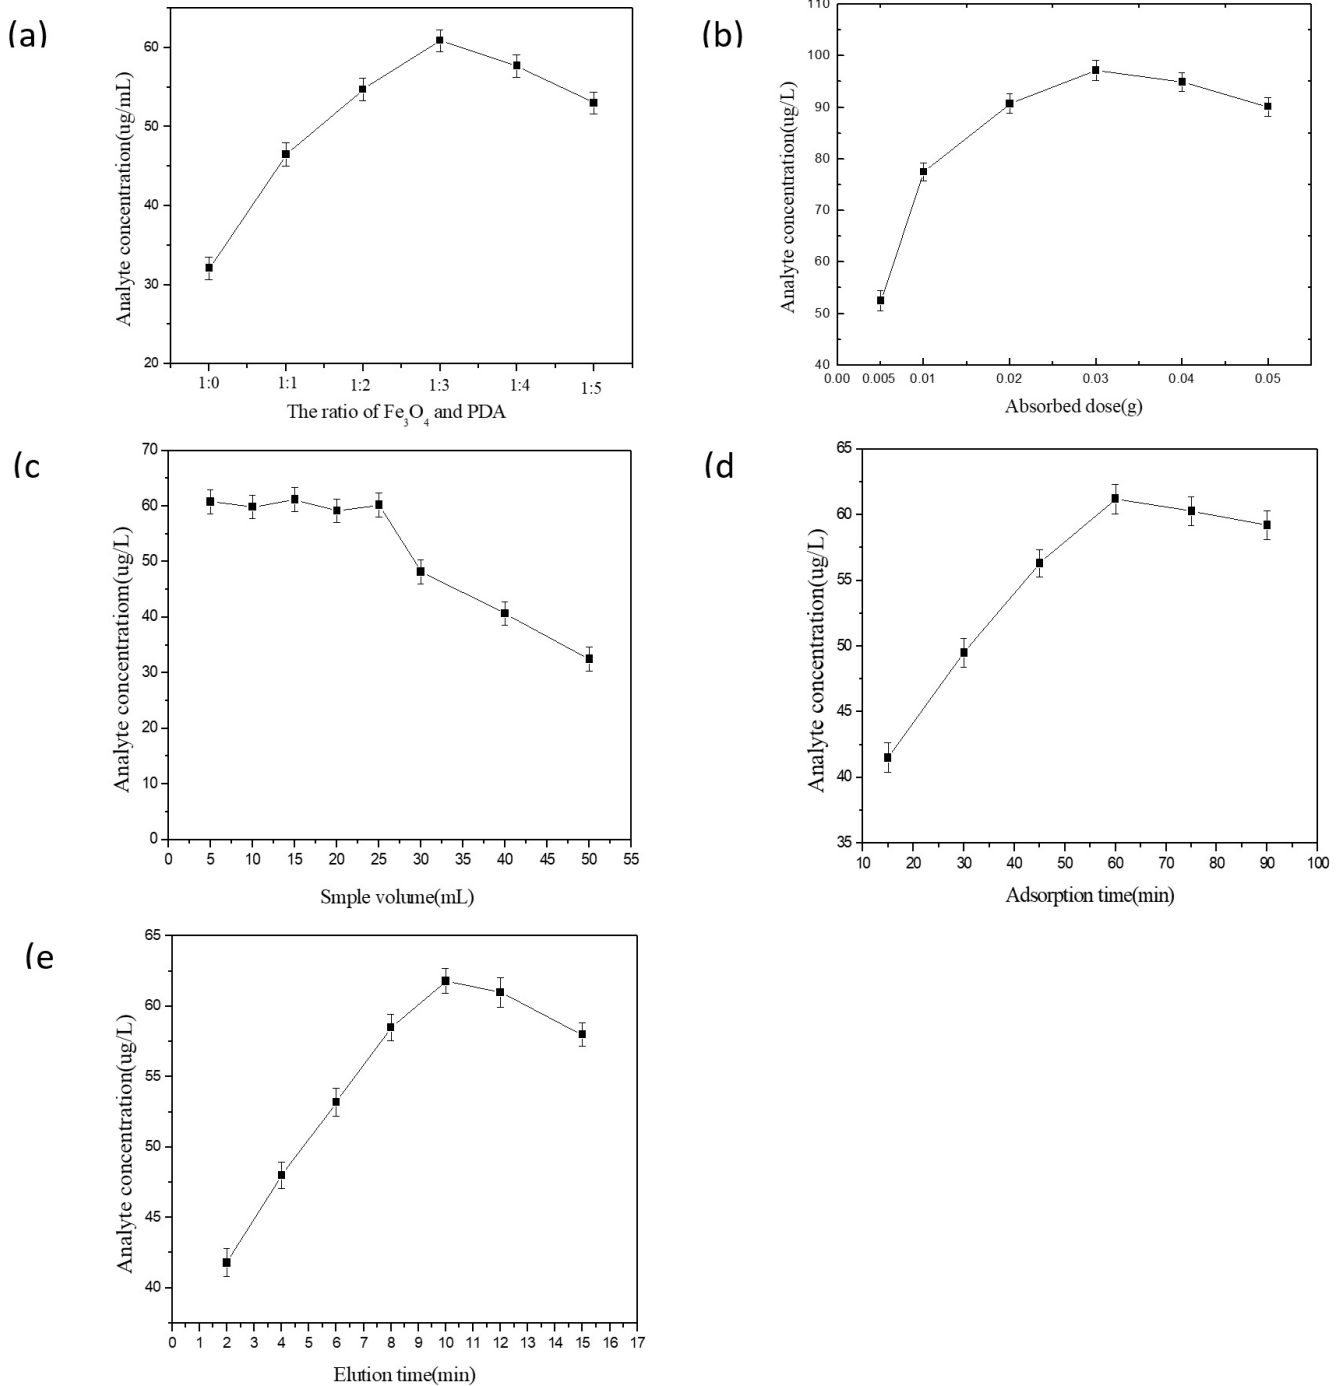 (a)
Analyte concentration(ug/mL)
60
50
40
30
20
1:0 1:1 1:2 1:3 1:4 1:5
The ratio of Fe3O4 and PDA
(b)
Analyte concentration(ug/L)
110
100
90
80
70
60
50
40
0.00 0.005 0.01 0.02 0.03 0.04 0.05
Absorbed dose(g)
(c
Analyte concentratiom(ug/L)
70
60
50
40
30
20
10
0
0 5 10 15 20 25 30 40 50 55
Smple volume(mL)
(d
Analyte concentration(ug/L)
65
60
55
50
45
40
35
10 20 30 40 50 60 70 80 90 100
Adsorption time(min)
(e
Analyte concentration(ug/L)
65
60
55
50
45
40
0 1 2 3 4 5 6 7 8 9 10 11 12 13 14 15 16 17
Elution time(min)